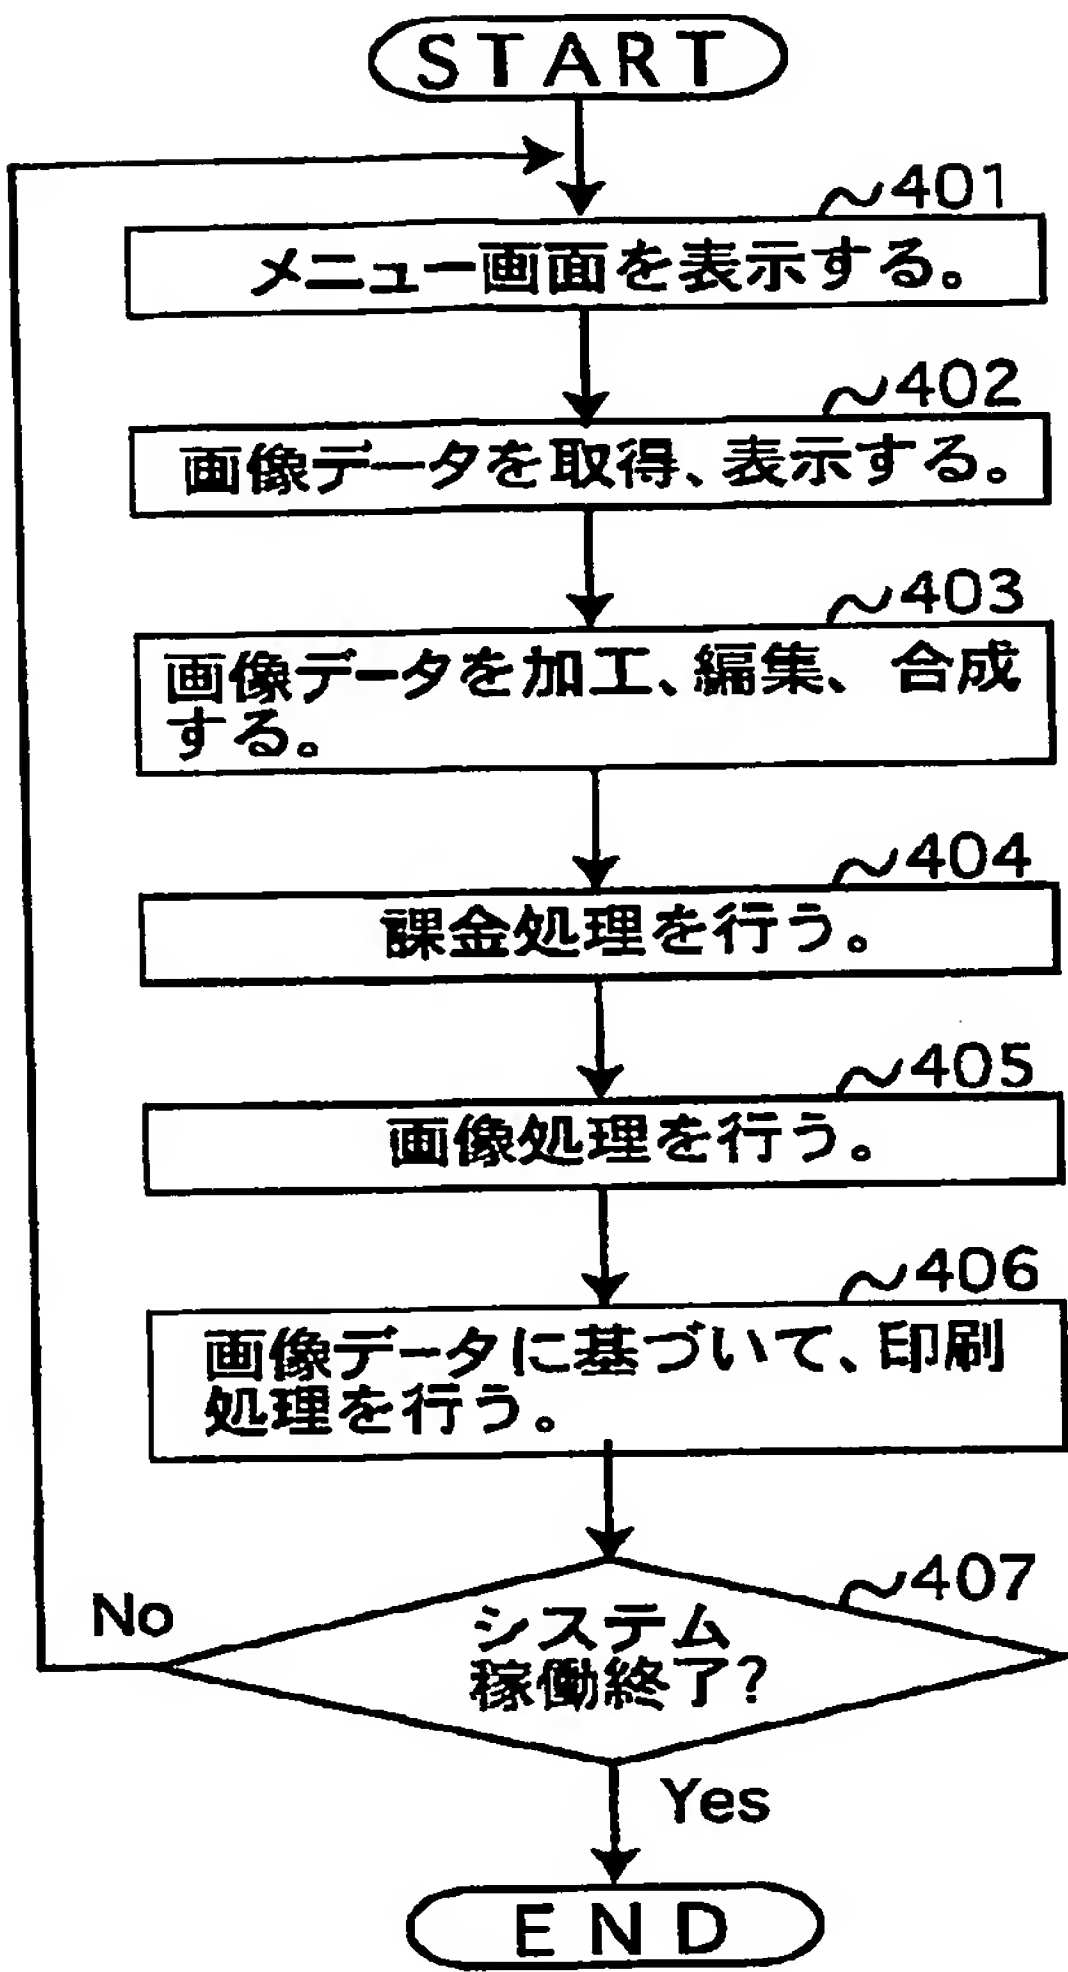 START
401
メニュー画面を表示する。
402
画像データを取得、表示する。
403
画像データを加工、編集、合成
する。
404
課金処理を行う。
405
画像処理を行う。
406
画像データに基づいて、印刷
処理を行う。
407
システム
稼働終了?
No
Yes
END